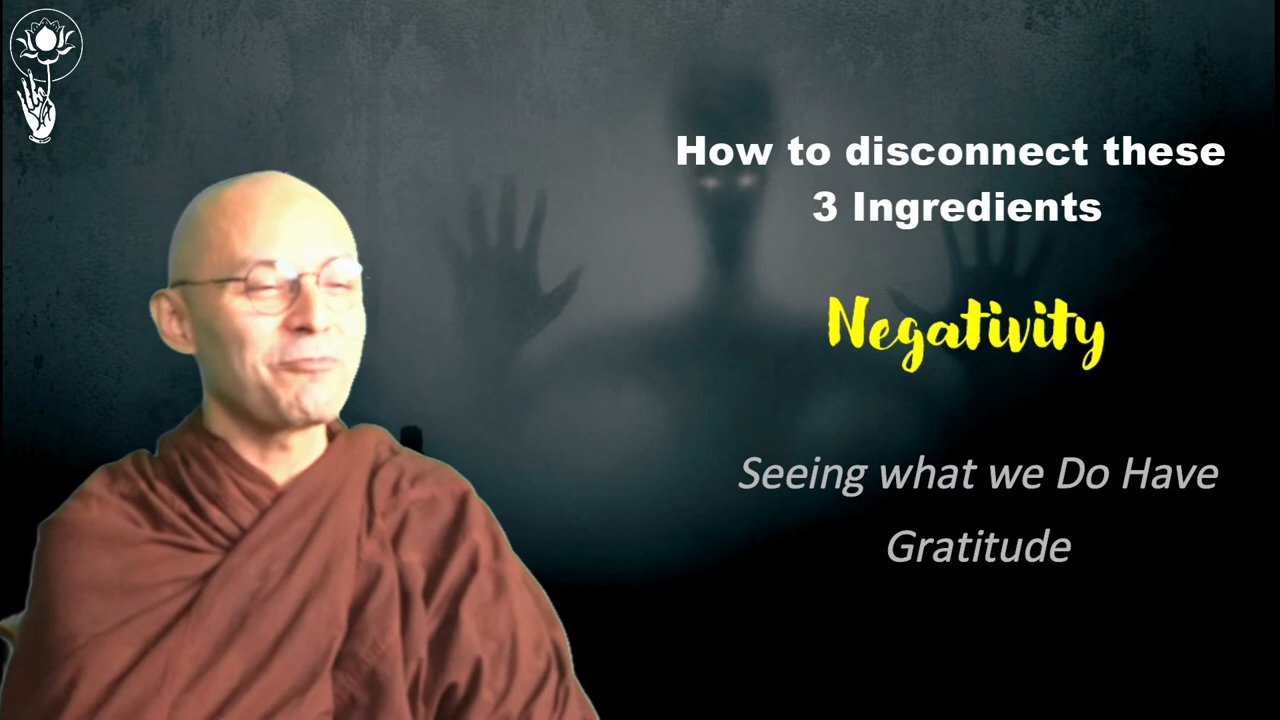 How to disconnect these
3 Ingredients
Negativity
Seeing what we Do Have
Gratitude